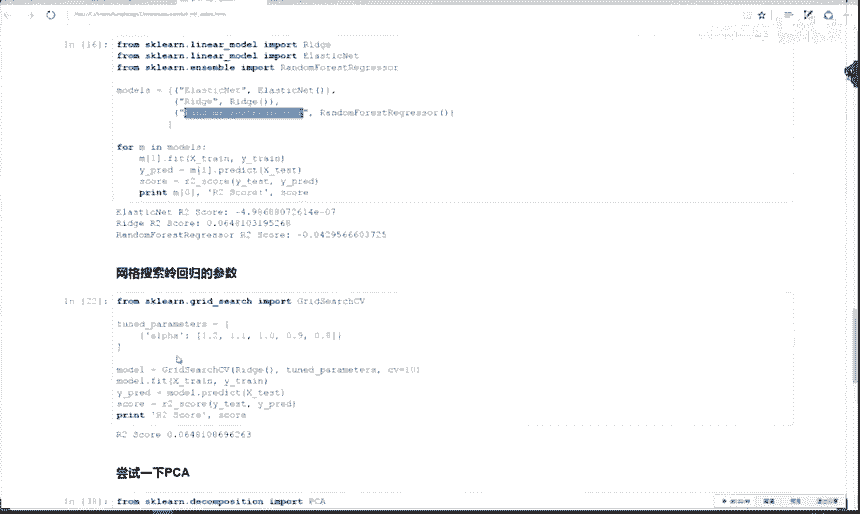 In [16]:
from sklearn.linear_model import Ridge
from sklearn.linear_model import ElasticNet
from sklearn.ensemble import RandomForestRegressor
models = [("ElasticNet", ElasticNet()),
("Ridge", Ridge()),
", RandomForestRegressor())
]
for m in models:
m[1].fit(X_train, y_train)
y_pred = m[1].predict(X_test)
score = r2_score(y_test, y_pred)
print m[0], 'R2 Score:', score
ElasticNet R2 Score: -4.98688072614e-07
Ridge R2 Score: 0.0648103195268
RandomForestRegressor R2 Score: -0.0429566603725
网格搜索岭回归的参数
In [22]:
from sklearn.grid_search import GridSearchCV
tuned_parameters = [
{'alpha': [1.2, 1.1, 1.0, 0.9, 0.8]}
]
model = GridSearchCV(Ridge(), tuned_parameters, cv=10)
model.fit(X_train, y_train)
y_pred = model.predict(X_test)
score = r2_score(y_test, y_pred)
print 'R2 Score', score
R2 Score 0.0648108696263
尝试一下PCA
In [38]:
from sklearn.decomposition import PCA